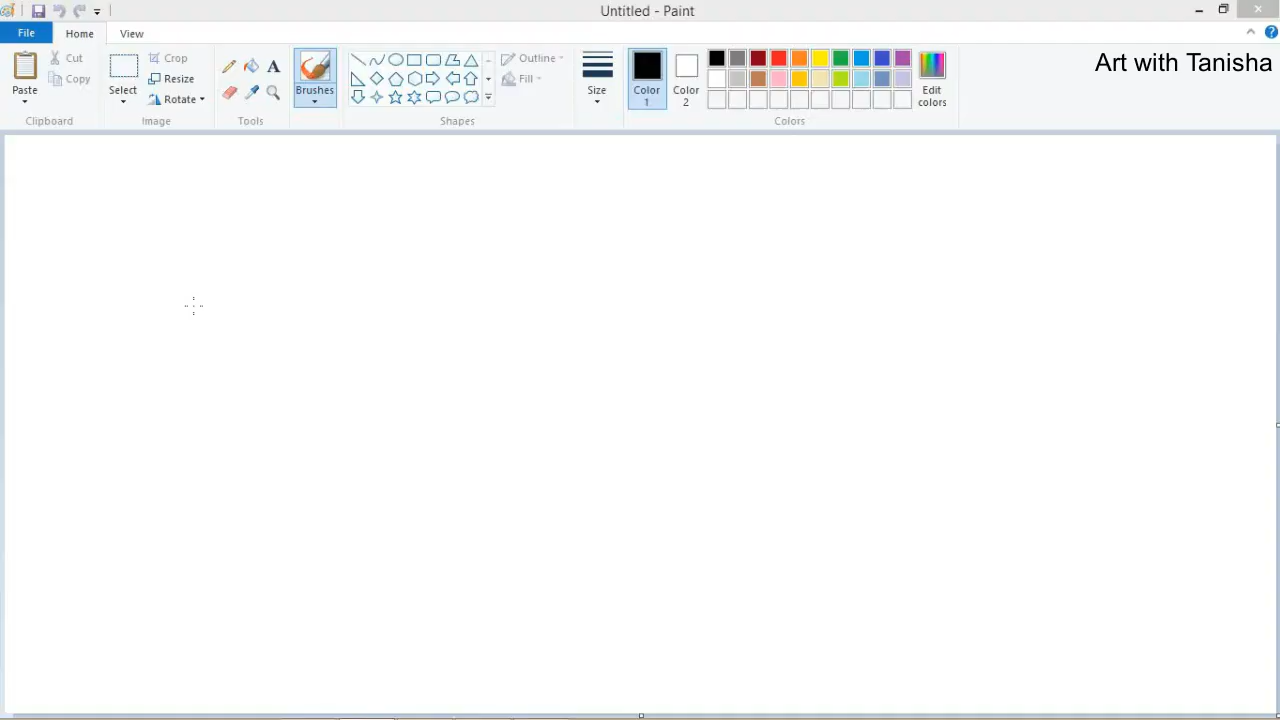 Untitled - Paint
File Home View
Paste
Cut
Copy
Clipboard
Select
Crop
Resize
Rotate
Image
A
Tools
Brushes
Shapes
Outline
Fill
Size
Color 1
Color 2
Edit colors
Colors
Art with Tanisha